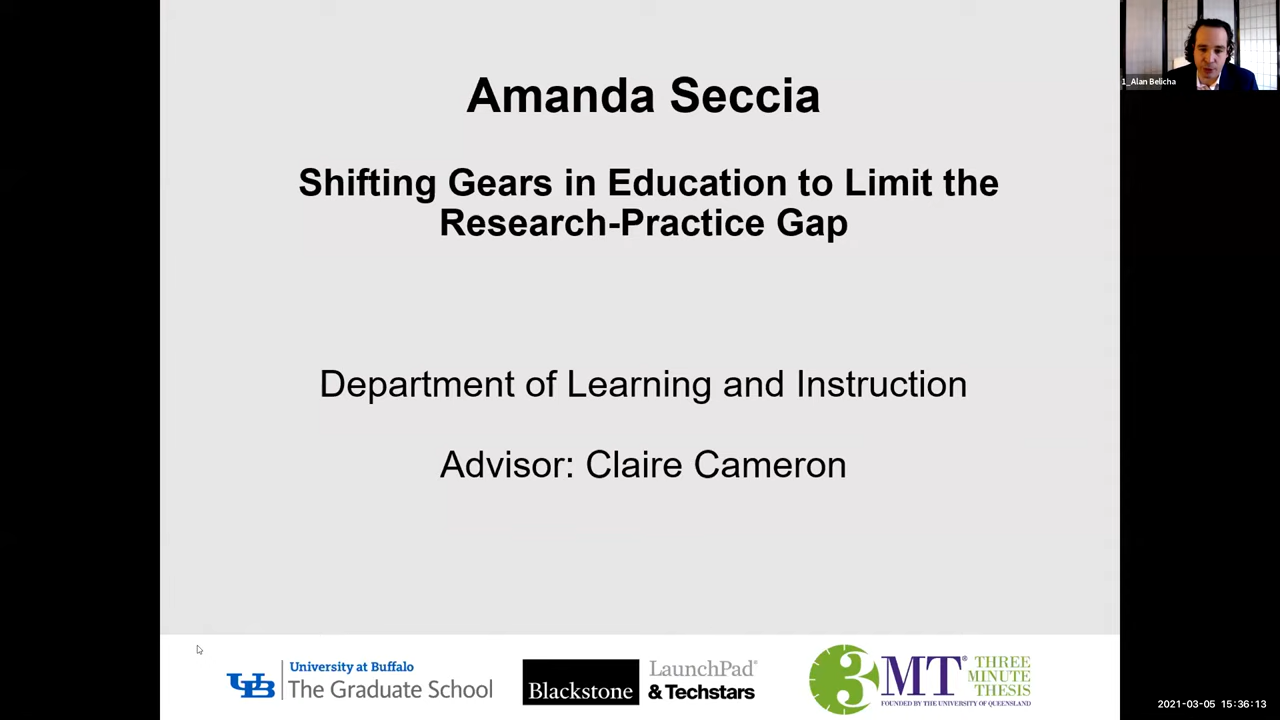 Amanda Seccia
1_Alan Belicha
Shifting Gears in Education to Limit the
Research-Practice Gap
Department of Learning and Instruction
Advisor: Claire Cameron
UB
University at Buffalo
The Graduate School
Blackstone
LaunchPad®
& Techstars
3MT®
THREE
MINUTE
THESIS
FOUNDED BY THE UNIVERSITY OF QUEENSLAND
2021-03-05 15:36:13